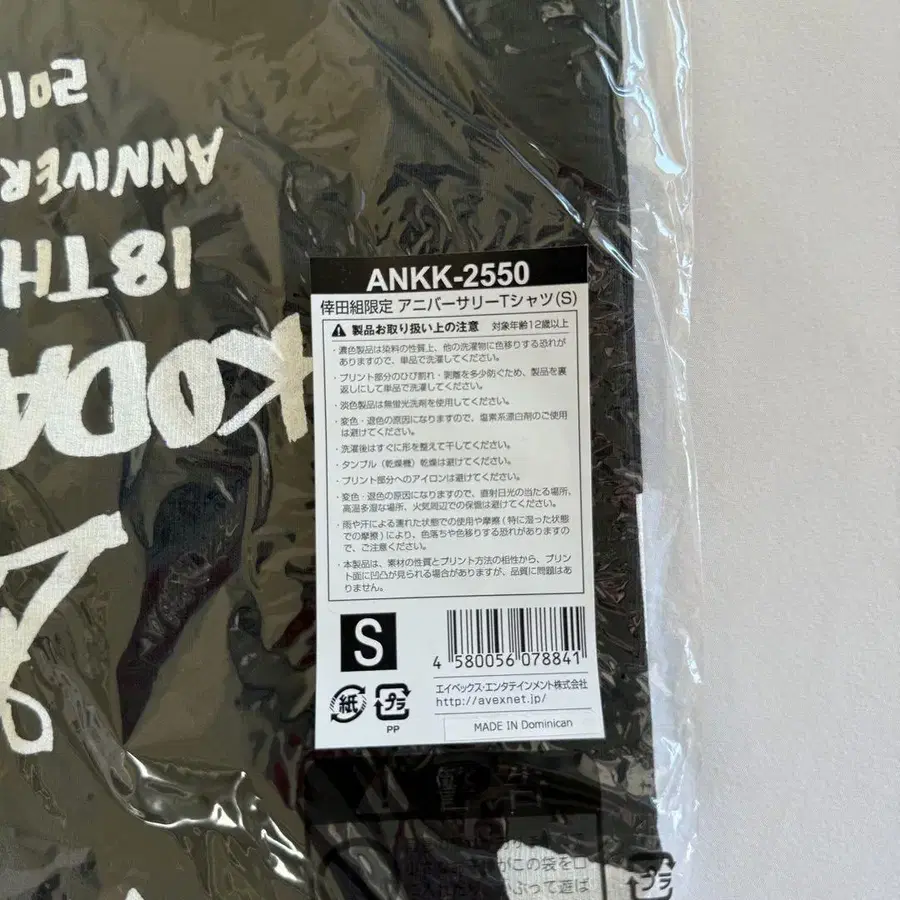 201
ANNIVER
18TH
KODA
ANKK-2550
倖田組限定 アニバーサリーTシャツ(S)
製品お取り扱い上の注意 対象年齢12歳以上
・濃色製品は染料の性質上、他の洗濯物に色移りする恐れが
ありますので、単品で洗濯してください。
・プリント部分のひび割れ・剥離を多少防ぐため、製品を裏
返しにして単品で洗濯してください。
・淡色製品は無蛍光洗剤を使用してください。
・変色・退色の原因になりますので、塩素系漂白剤のご使用
は避けてください。
・洗濯後はすぐに形を整えて干してください。
・タンブル(乾燥機)乾燥は避けてください。
・プリント部分へのアイロンは避けてください。
・変色・退色の原因になりますので、直射日光の当たる場所、
高温多湿な場所、火気周辺での保管は避けてください。
・雨や汗による濡れた状態での使用や摩擦(特に湿った状態
での摩擦)により、色落ちや色移りする恐れがありますの
で、ご注意ください。
・本製品は、素材の性質とプリント方法の相性から、プリント
面に凹凸が見られる場合がありますが、品質に問題はあ
りません。
S
4 580056 078841
紙
プラ
PP
エイベックス・エンタテインメント株式会社
http://avexnet.jp/
MADE IN Dominican
がこの袋を口
ぶって遊ば
プラ